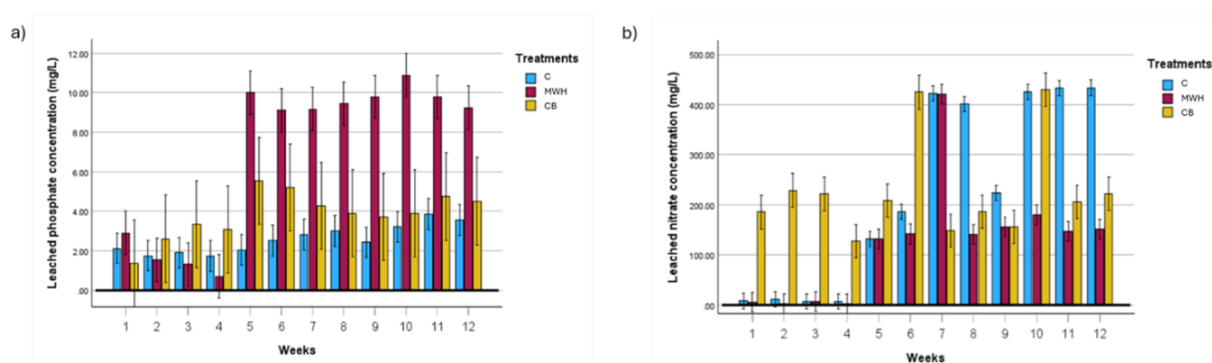 a)
Leached phosphate concentration (mg/L)
12.00
10.00
8.00
6.00
4.00
2.00
.00
1 2 3 4 5 6 7 8 9 10 11 12
Weeks
Treatments
C
MWH
CB
b)
Leached nitrate concentration (mg/L)
500.00
400.00
300.00
200.00
100.00
.00
1 2 3 4 5 6 7 8 9 10 11 12
Weeks
Treatments
C
MWH
CB